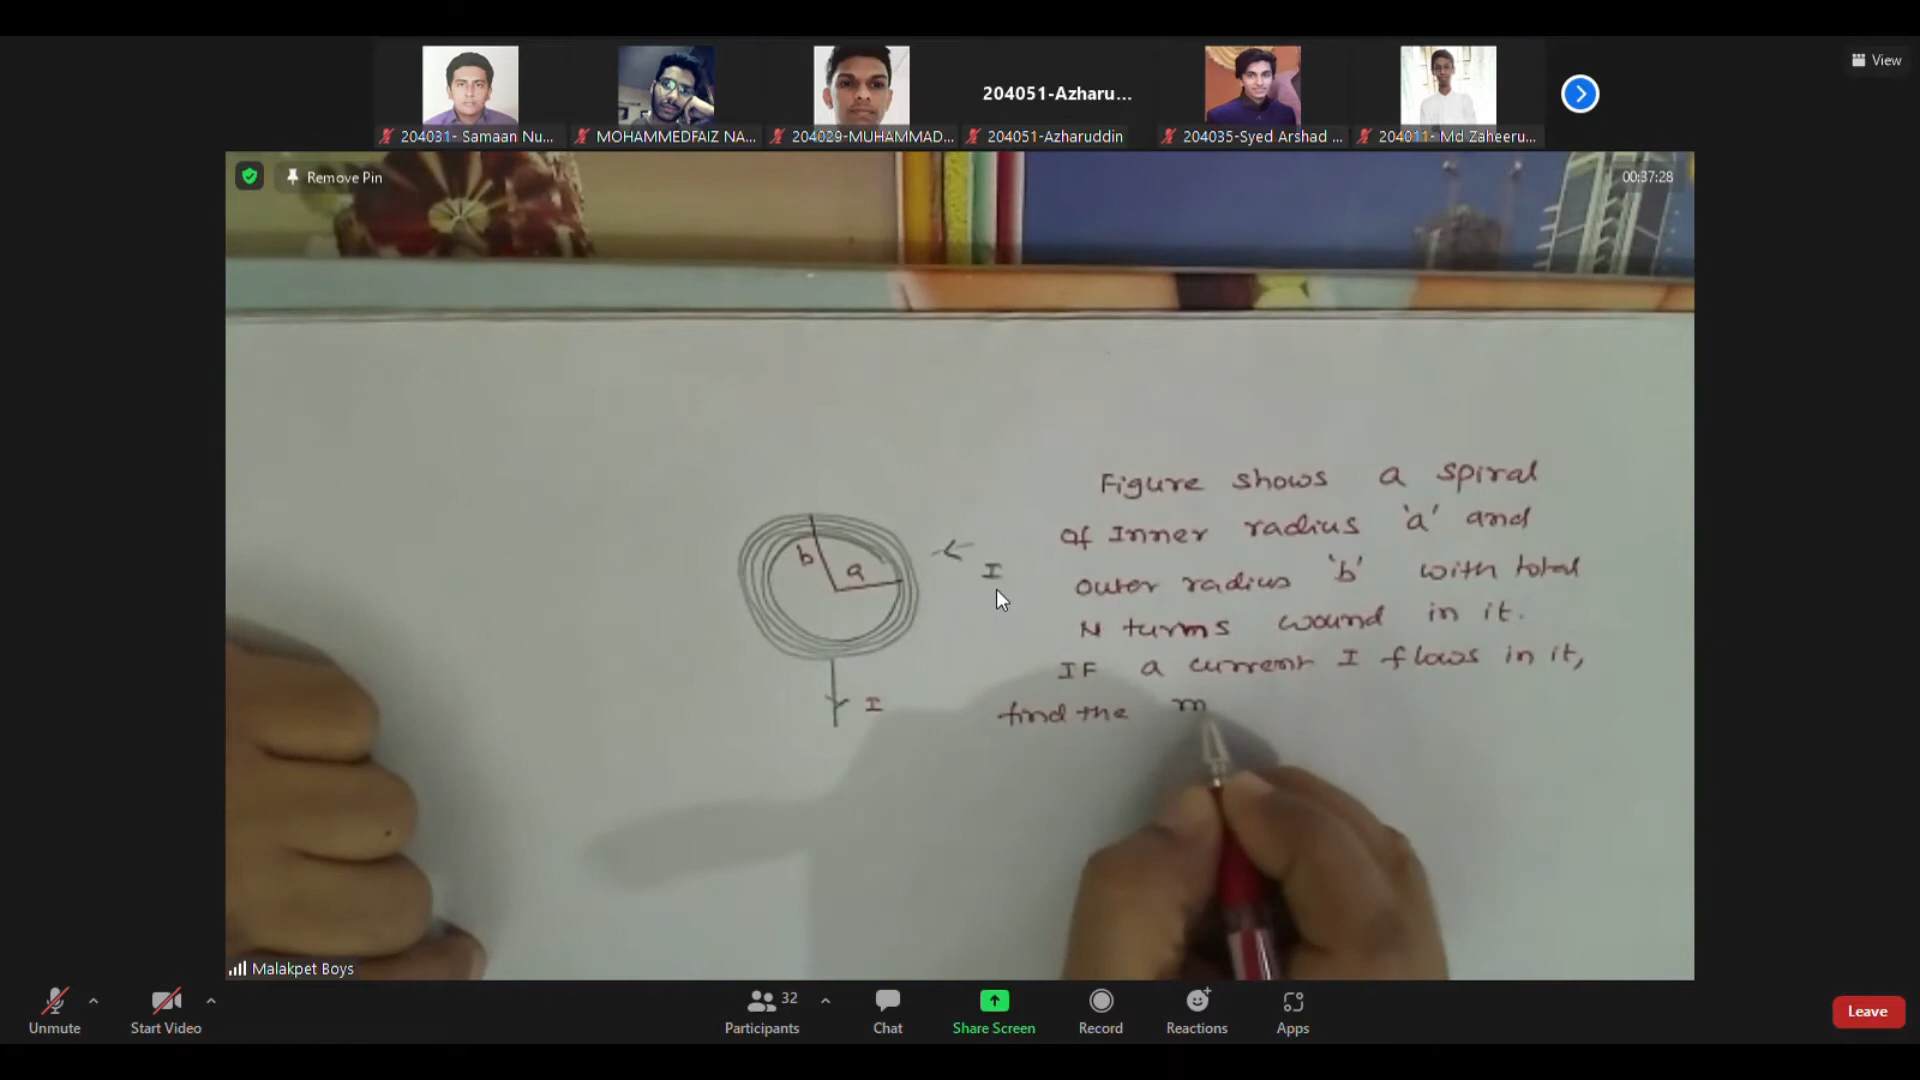 View
204051-Azharu...
204031- Samaan Nu...
MOHAMMEDFAIZ NA...
204029-MUHAMMAD...
204051-Azharuddin
204035-Syed Arshad ...
204011- Md Zaheeru...
Remove Pin
00:37:28
Figure shows a spiral
of Inner radius 'a' and
outer radius 'b' with total
N turns wound in it.
IF a current I flows in it,
find the m
b
a
I
I
Malakpet Boys
Unmute
Start Video
32
Participants
Chat
Share Screen
Record
Reactions
Apps
Leave